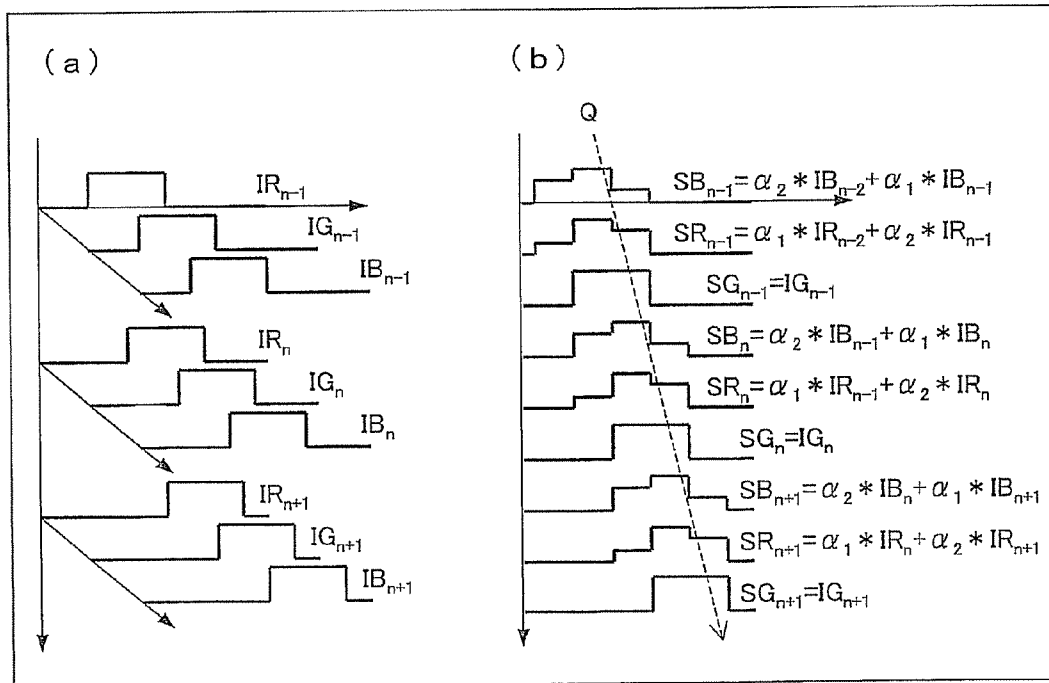 (a)
IRn-1
IGn-1
IBn-1
IRn
IGn
IBn
IRn+1
IGn+1
IBn+1
(b)
Q
SBn-1=α2*IBn-2+α1*IBn-1
SRn-1=α1*IRn-2+α2*IRn-1
SGn-1=IGn-1
SBn=α2*IBn-1+α1*IBn
SRn=α1*IRn-1+α2*IRn
SGn=IGn
SBn+1=α2*IBn+α1*IBn+1
SRn+1=α1*IRn+α2*IRn+1
SGn+1=IGn+1